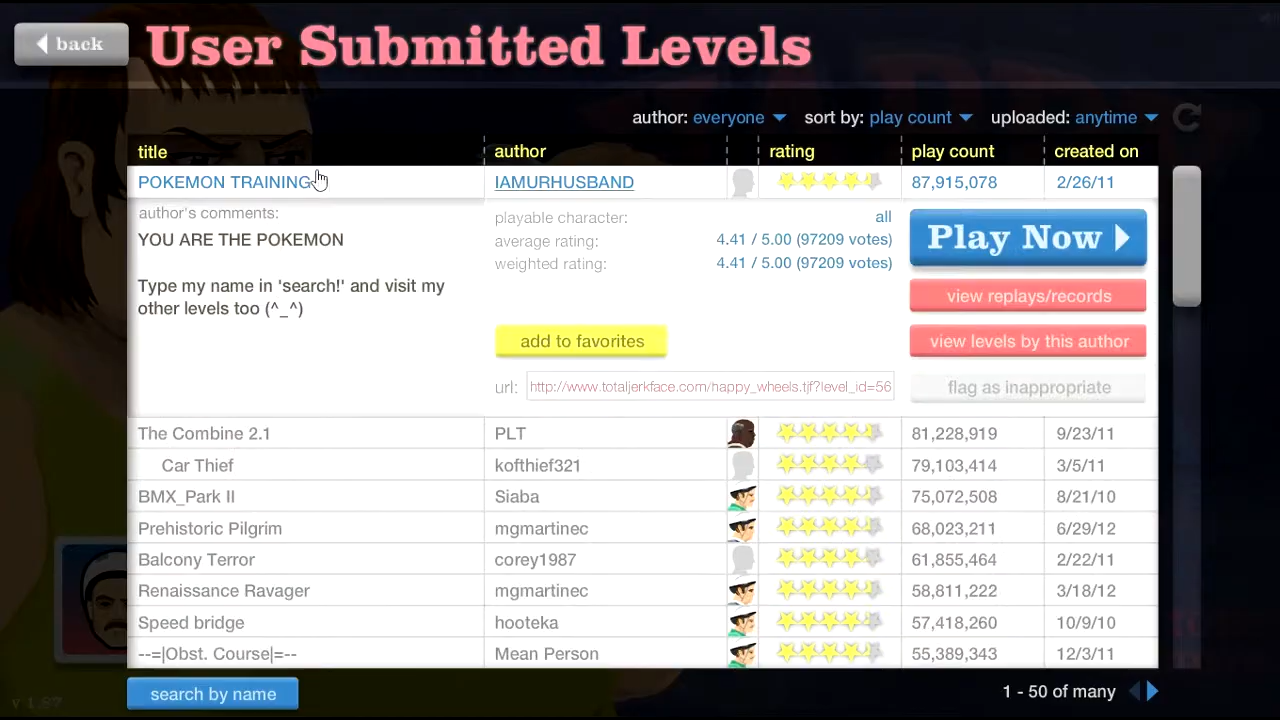 back
User Submitted Levels
author: everyone sort by: play count uploaded: anytime
title author rating play count created on
POKEMON TRAINING IAMURHUSBAND 87,915,078 2/26/11
author's comments:
YOU ARE THE POKEMON
Type my name in 'search!' and visit my
other levels too (^_^)
playable character: all
average rating: 4.41 / 5.00 (97209 votes)
weighted rating: 4.41 / 5.00 (97209 votes)
add to favorites
url: http://www.totaljerkface.com/happy_wheels.tjf?level_id=56
Play Now
view replays/records
view levels by this author
flag as inappropriate
The Combine 2.1 PLT 81,228,919 9/23/11
Car Thief kofthief321 79,103,414 3/5/11
BMX_Park II Siaba 75,072,508 8/21/10
Prehistoric Pilgrim mgmartinec 68,023,211 6/29/12
Balcony Terror corey1987 61,855,464 2/22/11
Renaissance Ravager mgmartinec 58,811,222 3/18/12
Speed bridge hooteka 57,418,260 10/9/10
--=|Obst. Course|=-- Mean Person 55,389,343 12/3/11
search by name
1 - 50 of many
v 1.87